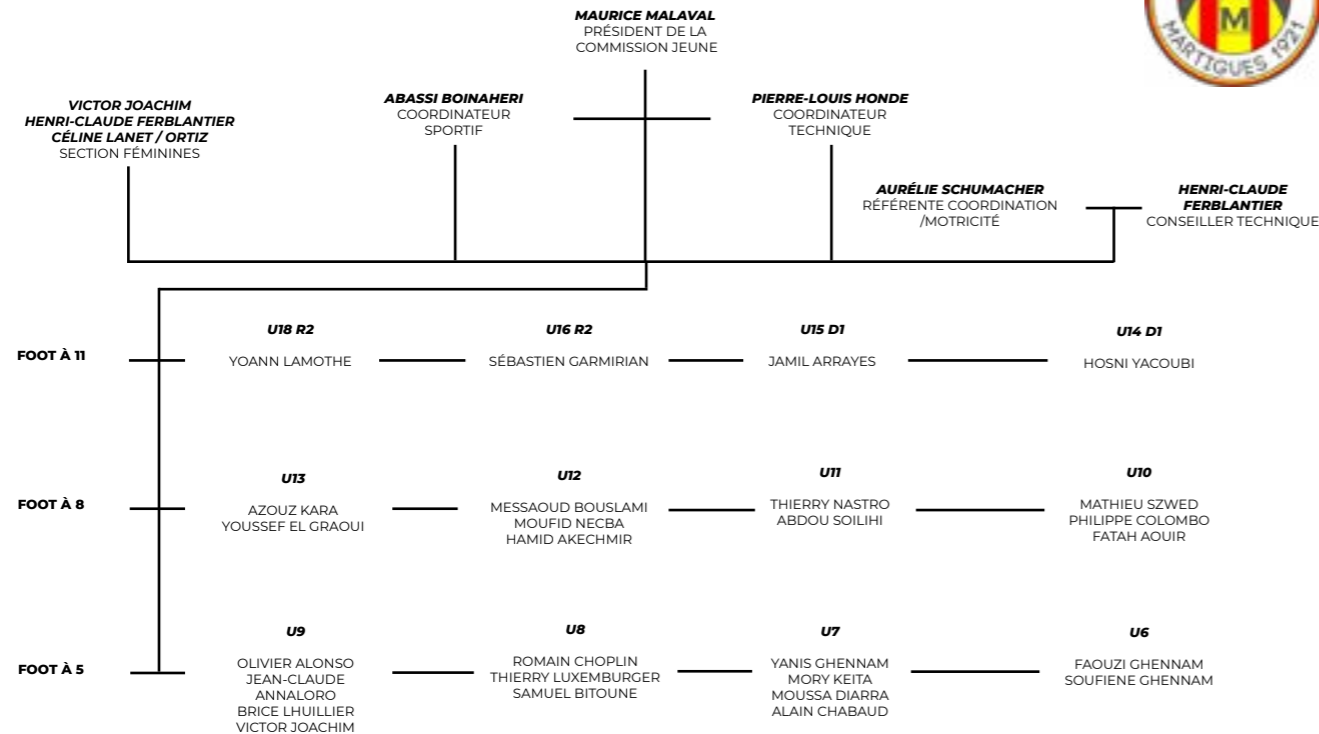 MAURICE MALAVAL
PRÉSIDENT DE LA
COMMISSION JEUNE
M
MARTIGUES 1921
VICTOR JOACHIM
HENRI-CLAUDE FERBLANTIER
CÉLINE LANET / ORTIZ
SECTION FÉMININES
ABASSI BOINAHERI
COORDINATEUR
SPORTIF
PIERRE-LOUIS HONDE
COORDINATEUR
TECHNIQUE
AURÉLIE SCHUMACHER
RÉFÉRENTE COORDINATION
/MOTRICITÉ
HENRI-CLAUDE
FERBLANTIER
CONSEILLER TECHNIQUE
FOOT À 11
U18 R2
YOANN LAMOTHE
U16 R2
SÉBASTIEN GARMIRIAN
U15 D1
JAMIL ARRAYES
U14 D1
HOSNI YACOUBI
FOOT À 8
U13
AZOUZ KARA
YOUSSEF EL GRAOUI
U12
MESSAOUD BOUSLAMI
MOUFID NECBA
HAMID AKECHMIR
U11
THIERRY NASTRO
ABDOU SOILIHI
U10
MATHIEU SZWED
PHILIPPE COLOMBO
FATAH AOUIR
FOOT À 5
U9
OLIVIER ALONSO
JEAN-CLAUDE
ANNALORO
BRICE LHUILLIER
VICTOR JOACHIM
U8
ROMAIN CHOPLIN
THIERRY LUXEMBURGER
SAMUEL BITOUNE
U7
YANIS GHENNAM
MORY KEITA
MOUSSA DIARRA
ALAIN CHABAUD
U6
FAOUZI GHENNAM
SOUFIENE GHENNAM